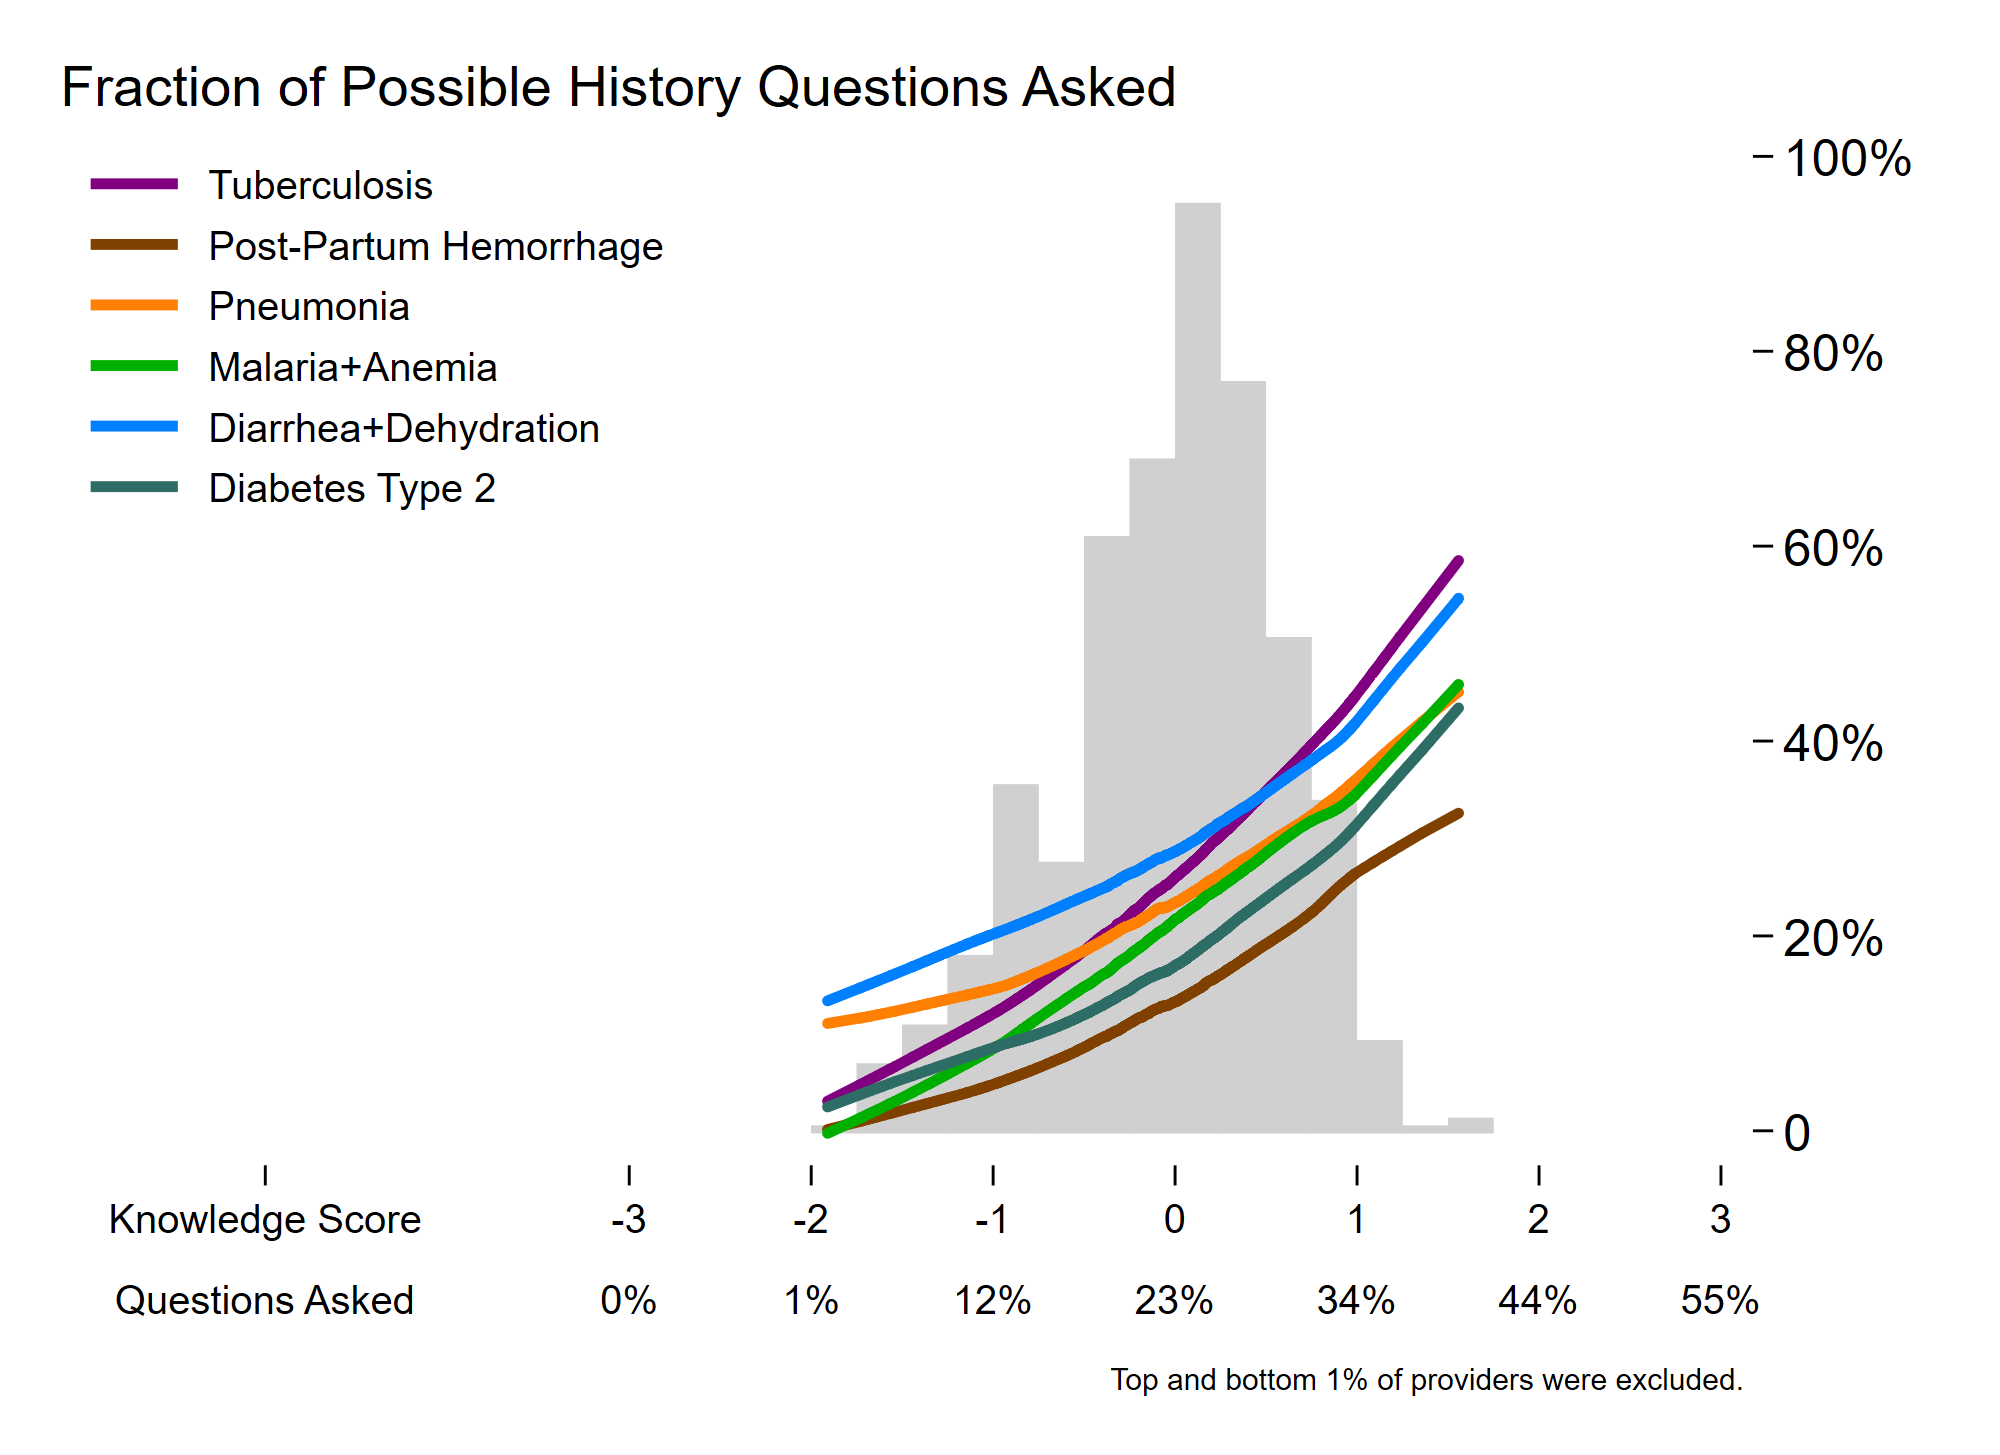 Fraction of Possible History Questions Asked
Tuberculosis
Post-Partum Hemorrhage
Pneumonia
Malaria+Anemia
Diarrhea+Dehydration
Diabetes Type 2
100%
80%
60%
40%
20%
0
Knowledge Score -3 -2 -1 0 1 2 3
Questions Asked 0% 1% 12% 23% 34% 44% 55%
Top and bottom 1% of providers were excluded.